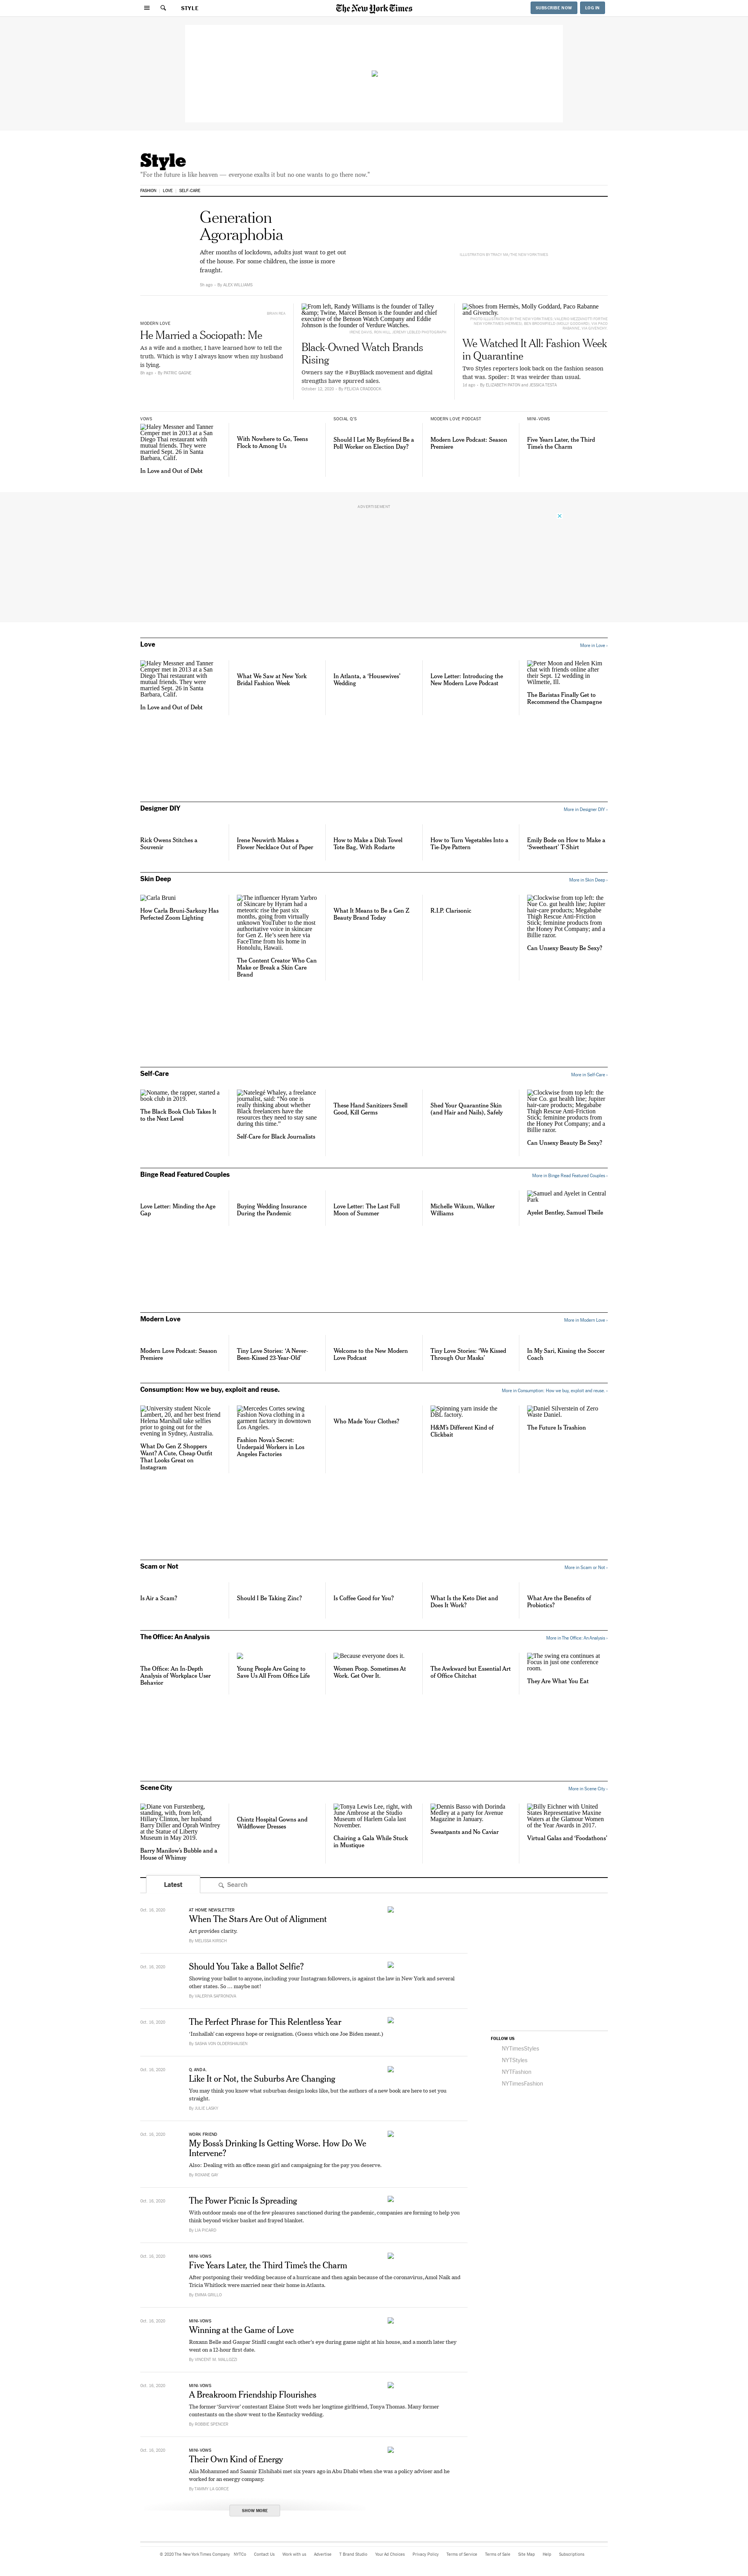 STYLE
The New York Times
SUBSCRIBE NOW
LOG IN
Style
"For the future is like heaven — everyone exalts it but no one wants to go there now."
FASHION
LOVE
SELF-CARE
Generation
Agoraphobia
After months of lockdown, adults just want to get out
of the house. For some children, the issue is more
fraught.
5h ago - By ALEX WILLIAMS
MODERN LOVE
He Married a Sociopath: Me
As a wife and a mother, I have learned how to tell the
truth. Which is why I always know when my husband
is lying.
8h ago - By PATRIC GAGNE
From left, Randy Williams is the founder of Talley
&amp; Twine, Marcel Benson is the founder and chief
executive of the Benson Watch Company and Eddie
Johnson is the founder of Verdure Watches.
Black-Owned Watch Brands
Rising
Owners say the #BuyBlack movement and digital
measures have spurred sales.
October 12, 2020 - By FELICIA CRADDOCK
Shoes from Hermès, Molly Goddard, Paco Rabanne
and Givenchy.
We Watched It All: Fashion Week
in Quarantine
Two Styles reporters look back on the fashion season
that was. Spoiler: It was weirder than usual.
1d ago - By ELIZABETH PATON and JESSICA TESTA
VOWS
Haley Messner and Tanner
Cemper met in 2013 at a San
Diego Thai restaurant with
mutual friends. They were
married Sept. 26 in Santa
Barbara, Calif.
In Love and Out of Debt
With Nowhere to Go, Teens
Flock to Among Us
SOCIAL Q'S
Should I Let My Boyfriend Be a
Poll Worker on Election Day?
MODERN LOVE PODCAST
Modern Love Podcast: Season
Premiere
MINI-VOWS
Five Years Later, the Third
Time's the Charm
ADVERTISEMENT
Love
More in Love ›
Haley Messner and Tanner
Cemper met in 2013 at a San
Diego Thai restaurant with
mutual friends. They were
married Sept. 26 in Santa
Barbara, Calif.
In Love and Out of Debt
What We Saw at New York
Bridal Fashion Week
In Atlanta, a 'Housewives'
Wedding
Love Letter: Introducing the
New Modern Love Podcast
Peter Moon and Helen Kim
chat with friends online after
their Sept. 12 wedding in
Wilmette, Ill.
The Baristas Finally Get to
Recommend the Champagne
Designer DIY
More in Designer DIY ›
Rick Owens Stitches a
Souvenir
Irene Neuwirth Makes a
Flower Necklace Out of Paper
How to Make a Dish Towel
Tote Bag, With Rodarte
How to Turn Vegetables Into a
Tie-Dye Pattern
Emily Bode on How to Make a
'Sweetheart' T-Shirt
Skin Deep
More in Skin Deep ›
Carla Bruni
How Carla Bruni-Sarkozy Has
Perfected Zoom Lighting
The influencer Hyram Yarbro
of Skincare by Hyram had a
meteoric rise the past six
months, going from virtually
unknown YouTuber to the most
authoritative voice in skincare
for Gen Z. He's seen here via
FaceTime from his home in
Honolulu, Hawaii.
The Content Creator Who Can
Make or Break a Skin Care
Brand
What It Means to Be a Gen Z
Beauty Brand Today
R.I.P. Clarisonic
Clockwise from top left: the
Nue Co. gut health line; Jupiter
hair-care products; Megababe
Thigh Rescue Anti-Friction
Stick; feminine products from
the Honey Pot Company; and a
Billie razor.
Can Unsexy Beauty Be Sexy?
Self-Care
More in Self-Care ›
Noname, the rapper, started a
book club in 2019.
The Black Book Club Takes It
to the Next Level
Natelegé Whaley, a freelance
journalist, said: "No one is
really thinking about whether
Black freelancers have the
resources they need to stay sane
during this time."
Self-Care for Black Journalists
These Hand Sanitizers Smell
Good, Kill Germs
Shed Your Quarantine Skin
(and Hair and Nails), Safely
Clockwise from top left: the
Nue Co. gut health line; Jupiter
hair-care products; Megababe
Thigh Rescue Anti-Friction
Stick; feminine products from
the Honey Pot Company; and a
Billie razor.
Can Unsexy Beauty Be Sexy?
Binge Read Featured Couples
More in Binge Read Featured Couples ›
Love Letter: Minding the Age
Gap
Buying Wedding Insurance
During the Pandemic
Love Letter: The Last Full
Moon of Summer
Michelle Wikum, Walker
Williams
Samuel and Ayelet in Central
Park
Ayelet Bentley, Samuel Tbeile
Modern Love
More in Modern Love ›
Modern Love Podcast: Season
Premiere
Tiny Love Stories: 'A Never-
Been-Kissed 23-Year-Old'
Welcome to the New Modern
Love Podcast
Tiny Love Stories: 'We Kissed
Through Our Masks'
In My Sari, Kissing the Soccer
Coach
Consumption: How we buy, exploit and reuse.
More in Consumption: How we buy, exploit and reuse. ›
University student Nicole
Lambert, 20, and her best friend
Helena Marshall take selfies
prior to going out for the
evening in Sydney, Australia.
What Do Gen Z Shoppers
Want? A Cute, Cheap Outfit
That Looks Great on
Instagram
Mercedes Cortes sewing
Fashion Nova clothing in a
garment factory in downtown
Los Angeles.
Fashion Nova's Secret:
Underpaid Workers in Los
Angeles Factories
Who Made Your Clothes?
Spinning yarn inside the
DBL factory.
H&M's Different Kind of
Clickbait
Daniel Silverstein of Zero
Waste Daniel.
The Future Is Trashion
Scam or Not
More in Scam or Not ›
Is Air a Scam?
Should I Be Taking Zinc?
Is Coffee Good for You?
What Is the Keto Diet and
Does It Work?
What Are the Benefits of
Probiotics?
The Office: An Analysis
More in The Office: An Analysis ›
The Office: An In-Depth
Analysis of Workplace User
Behavior
Young People Are Going to
Save Us All From Office Life
Because everyone does it.
Women Poop. Sometimes At
Work. Get Over It.
The Awkward but Essential Art
of Office Chitchat
The swing era continues at
Focus in just one conference
room.
They Are What You Eat
Scene City
More in Scene City ›
Diane von Furstenberg,
standing, with, from left,
Hillary Clinton, her husband
Barry Diller and Oprah Winfrey
at the Statue of Liberty
Museum in May 2019.
Barry Manilow's Bubble and a
House of Whimsy
Chintz Hospital Gowns and
Wildflower Dresses
Tonya Lewis Lee, right, with
June Ambrose at the Studio
Museum of Harlem Gala last
November.
Chairing a Gala While Stuck
in Mustique
Dennis Basso with Dorinda
Medley at a party for Avenue
Magazine in January.
Sweatpants and No Caviar
Billy Eichner with United
States Representative Maxine
Waters at the Glamour Women
of the Year Awards in 2017.
Virtual Galas and 'Foodathons'
Latest
Search
Oct. 16, 2020
AT HOME NEWSLETTER
When The Stars Are Out of Alignment
Art provides clarity.
By MELISSA KIRSCH
Oct. 16, 2020
Should You Take a Ballot Selfie?
Showing your ballot to anyone, including your Instagram followers, is against the law in New York and several
other states. So … maybe not!
By VALERIYA SAFRONOVA
Oct. 16, 2020
The Perfect Phrase for This Relentless Year
'Inshallah' can express hope or resignation. (Guess which one Joe Biden meant.)
By SASHA VON OLDERSHAUSEN
Oct. 16, 2020
Q. AND A.
Like It or Not, the Suburbs Are Changing
You may think you know what suburban design looks like, but the authors of a new book are here to set you
straight.
By JULIE LASKY
Oct. 16, 2020
WORK FRIEND
My Boss's Drinking Is Getting Worse. How Do We
Intervene?
Also: Dealing with an office mean girl and campaigning for the pay you deserve.
By ROXANE GAY
Oct. 16, 2020
The Power Picnic Is Spreading
With outdoor meals one of the few pleasures sanctioned during the pandemic, companies are forming to help you
think beyond wicker basket and frayed blanket.
By LIA PICARD
Oct. 16, 2020
MINI-VOWS
Five Years Later, the Third Time's the Charm
After postponing their wedding because of a hurricane and then again because of the coronavirus, Amol Naik and
Tricia Whitlock were married near their home in Atlanta.
By EMMA GRILLO
Oct. 16, 2020
MINI-VOWS
Winning at the Game of Love
Roxann Belle and Gaspar Stinfil caught each other's eye during game night at his house, and a month later they
went on a 12-hour first date.
By VINCENT M. MALLOZZI
Oct. 16, 2020
MINI-VOWS
A Breakroom Friendship Flourishes
The former 'Survivor' contestant Elaine Stott weds her longtime girlfriend, Tonya Thomas. Many former
contestants on the show went to the Kentucky wedding.
By ROBBIE SPENCER
Oct. 16, 2020
MINI-VOWS
Their Own Kind of Energy
Alia Mohammed and Saamir Elshihabi met six years ago in Abu Dhabi when she was a policy adviser and he
worked for an energy company.
By TAMMY LA GORCE
SHOW MORE
FOLLOW US
NYTimesStyles
NYTStyles
NYTFashion
NYTimesFashion
© 2020 The New York Times Company
NYTCo
Contact Us
Work with us
Advertise
T Brand Studio
Your Ad Choices
Privacy Policy
Terms of Service
Terms of Sale
Site Map
Help
Subscriptions